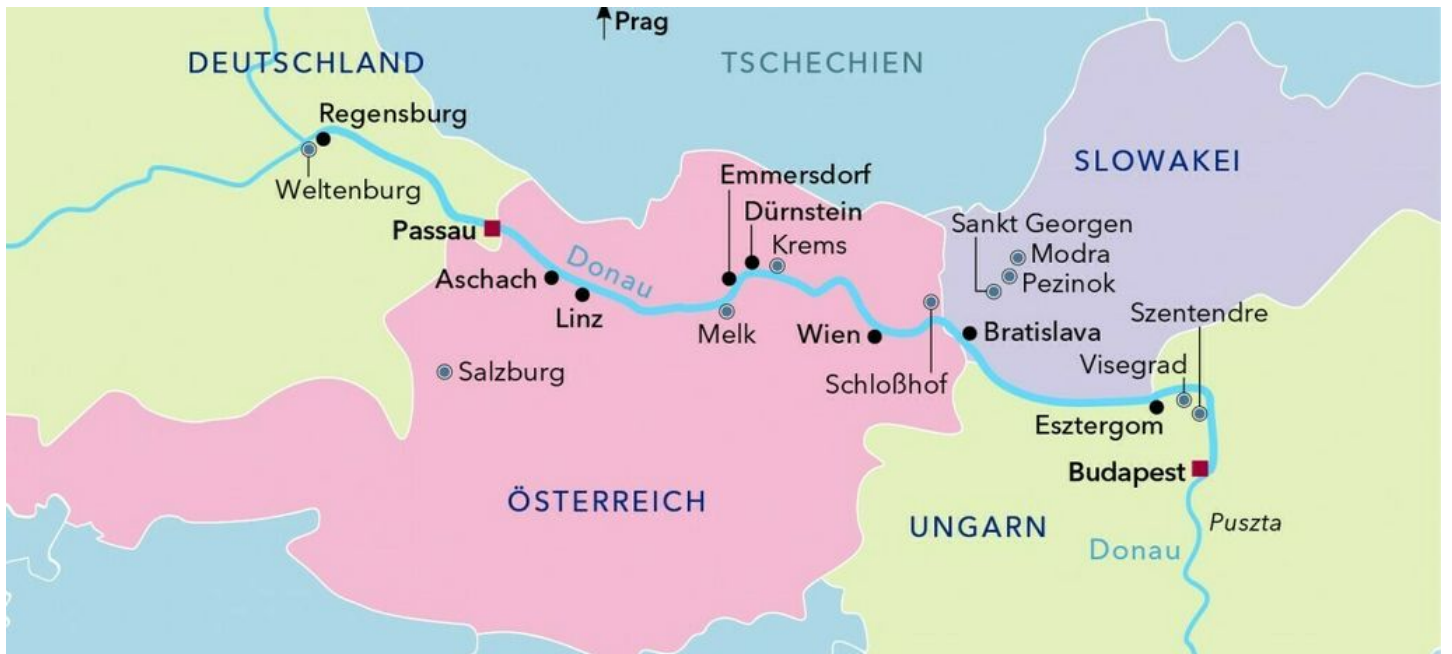 Prag
DEUTSCHLAND
TSCHECHIEN
Regensburg
SLOWAKEI
Weltenburg
Emmersdorf
Dürnstein
Sankt Georgen
Passau
Krems
Modra
Donau
Aschach
Pezinok
Linz
Szentendre
Melk
Wien
Bratislava
Visegrad
Salzburg
Schloßhof
Esztergom
Budapest
ÖSTERREICH
UNGARN
Puszta
Donau